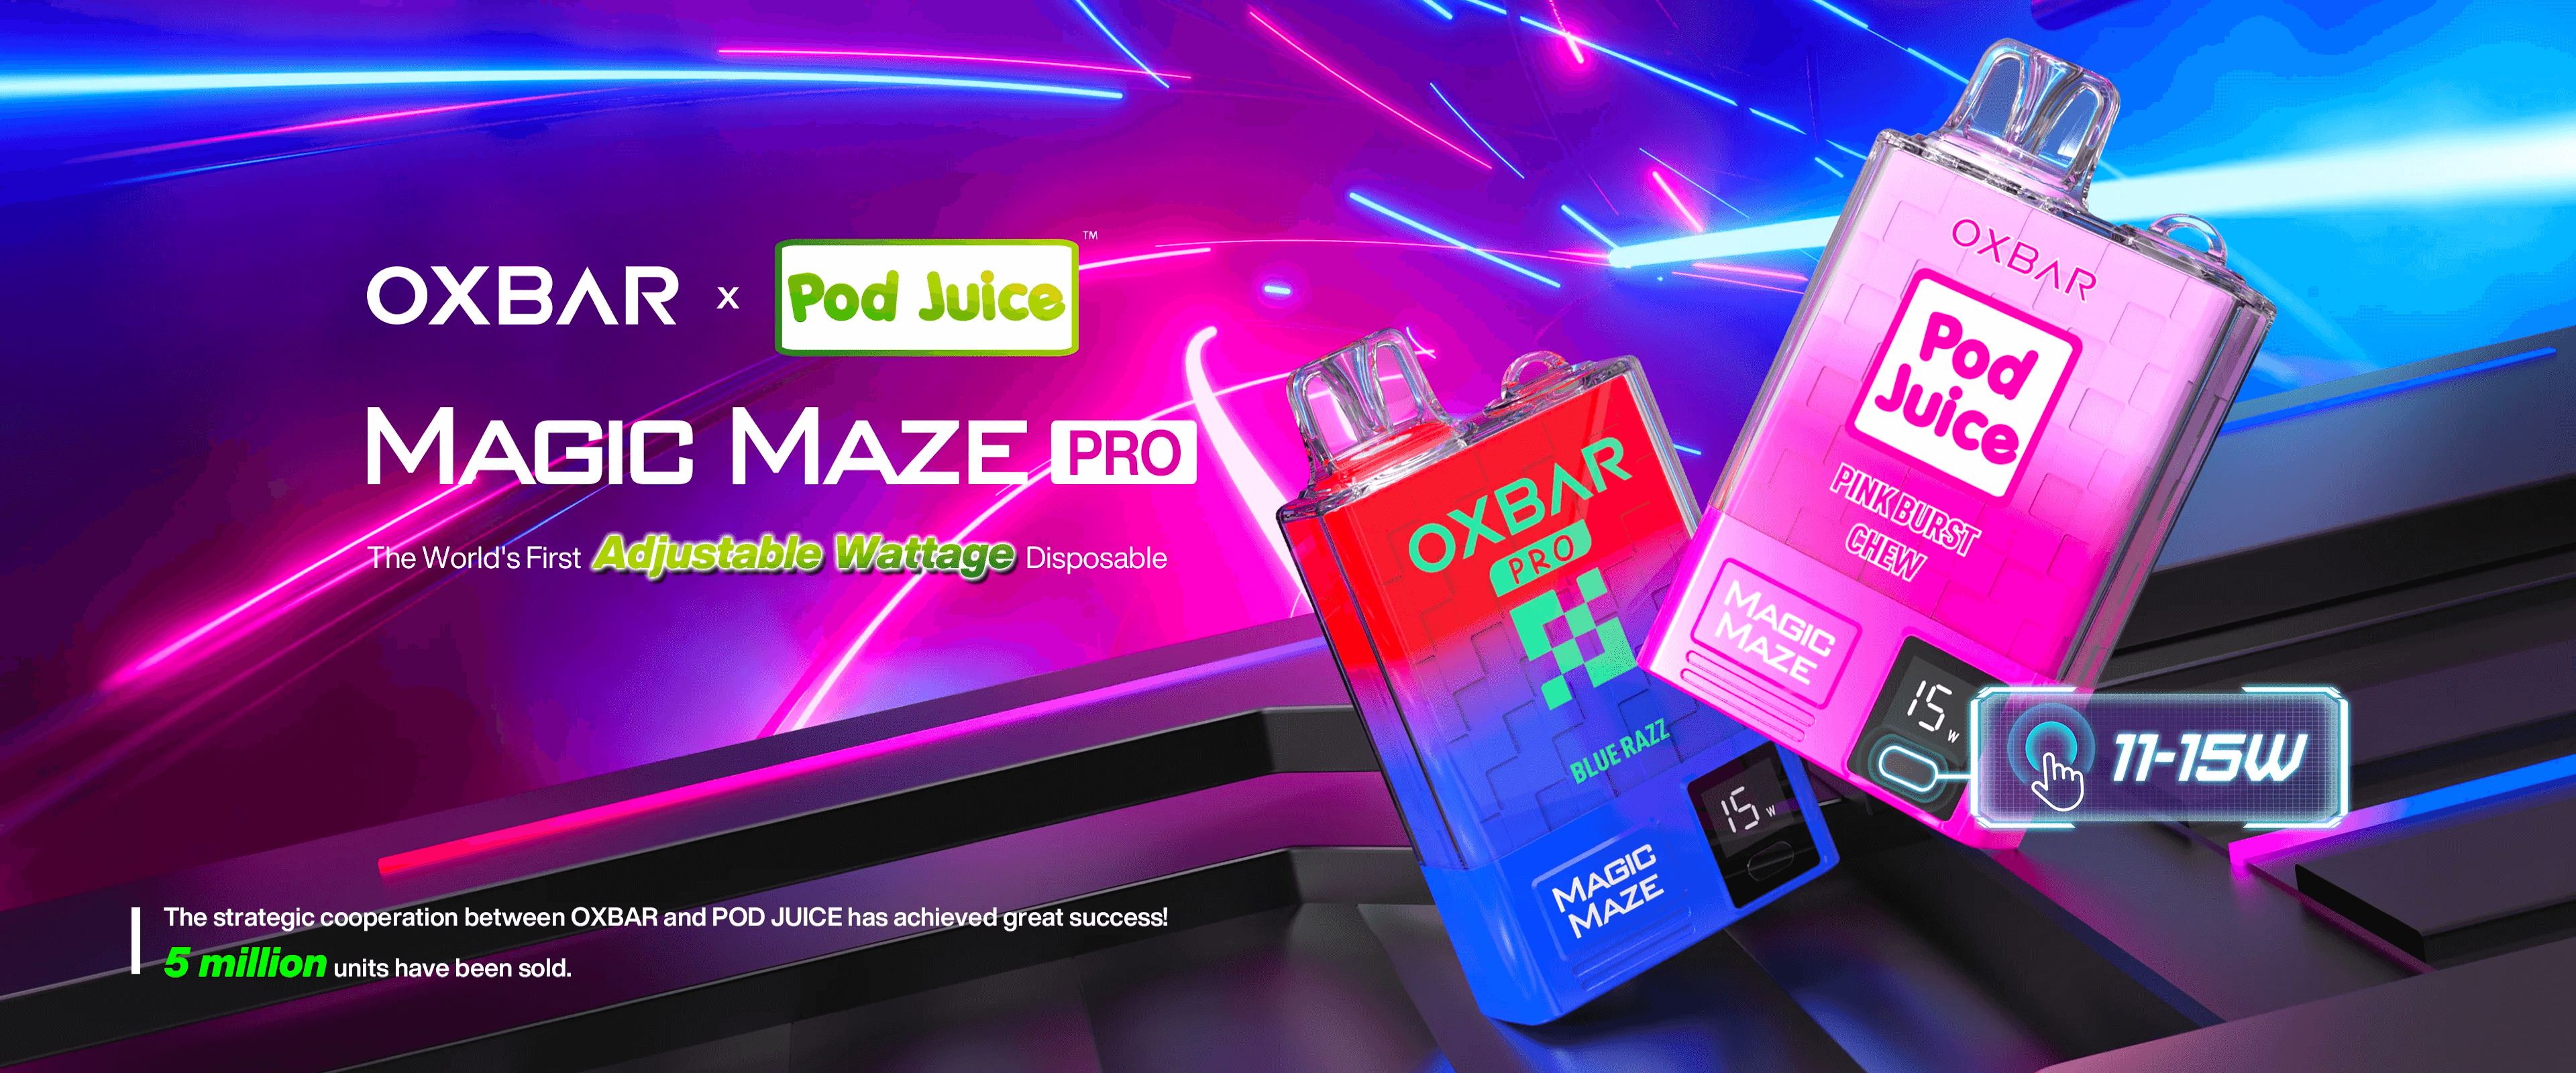 OXBAR x Pod Juice™
MAGIC MAZE PRO
The World's First Adjustable Wattage Disposable
OXBAR
PRO
BLUE RAZZ
MAGIC
MAZE
15 W
OXBAR
Pod
Juice
PINK BURST
CHEW
MAGIC
MAZE
15 W
11-15W
The strategic cooperation between OXBAR and POD JUICE has achieved great success!
5 million units have been sold.